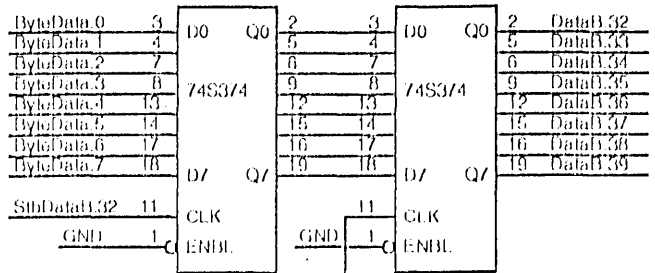 ByteData.0 3 D0 Q0 2 3 D0 Q0 2 DataB.32
ByteData.1 4 5 4 5 DataB.33
ByteData.2 7 6 7 6 DataB.34
ByteData.3 8 74S374 9 8 74S374 9 DataB.35
ByteData.4 13 12 13 12 DataB.36
ByteData.5 14 15 14 15 DataB.37
ByteData.6 17 16 17 16 DataB.38
ByteData.7 18 D7 Q7 19 18 D7 Q7 19 DataB.39
StbDataB.32 11 CLK 11 CLK
GND 1 ENBL GND 1 ENBL